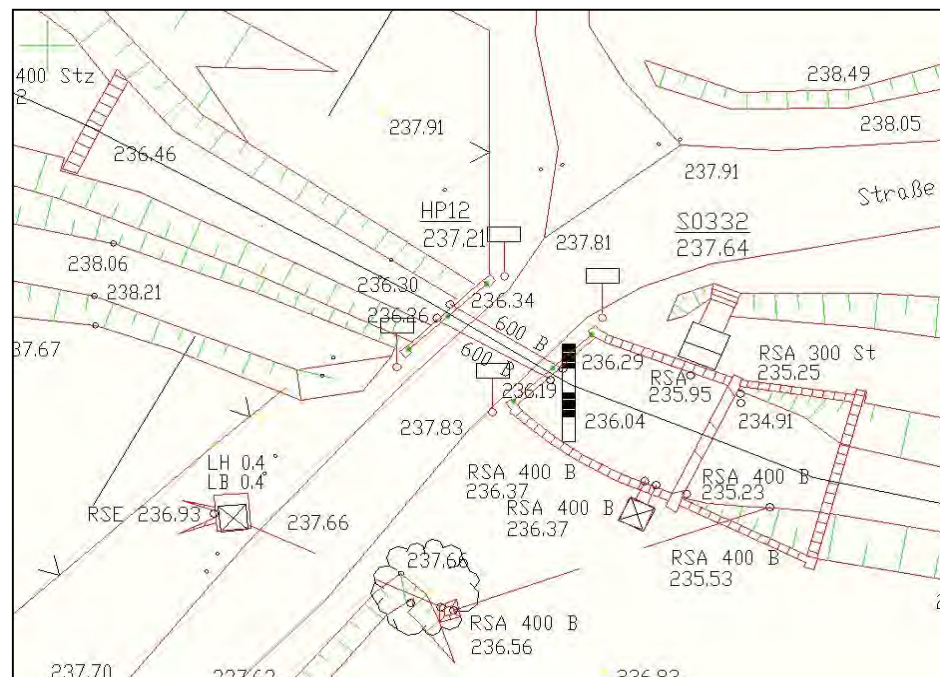 400 Stz
2
238.49
238.05
237.91
236.46
237.91
Straße
HP12
237.21
237.81
S0332
237.64
238.06
236.30
236.34
238.21
236.26
37.67
600 B
600 B
236.29
RSA 300 St
235.25
RSA
235.95
236.19
237.83
236.04
234.91
LH 0.4
LB 0.4
RSA 400 B
236.37
RSA 400 B
236.37
RSA 400 B
235.23
RSE 236.93
237.66
RSA 400 B
235.53
237.66
RSA 400 B
236.56
237.70
237.62
236.83